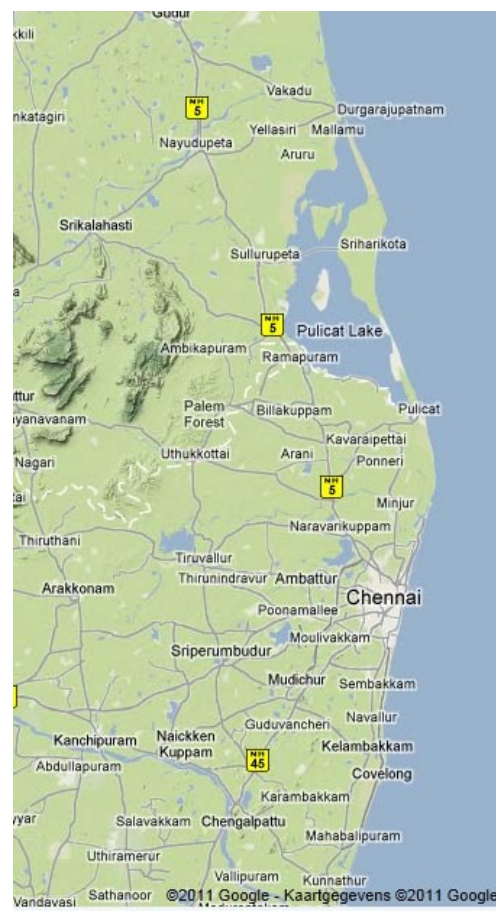 Gudur
kkili
Vakadu
NH
5
Durgarajupatnam
nkatagiri
Yellasiri
Mallamu
Nayudupeta
Aruru
Srikalahasti
Sriharikota
Sullurupeta
a
NH
5
Pulicat Lake
Ambikapuram
Ramapuram
ttur
Palem
Forest
Billakuppam
Pulicat
yanavanam
Kavaraipettai
Uthukkottai
Arani
Ponneri
Nagari
NH
5
tai
Minjur
Naravarikuppam
Thiruthani
Tiruvallur
Thirunindravur
Ambattur
Arakkonam
Chennai
Poonamallee
Moulivakkam
Sriperumbudur
Mudichur
Sembakkam
Navallur
Guduvancheri
Naickken
Kuppam
Kanchipuram
Kelambakkam
NH
45
Abdullapuram
Covelong
Karambakkam
yar
Salavakkam
Chengalpattu
Mahabalipuram
Uthiramerur
Vallipuram
Kunnathur
Sathanoor
©2011 Google - Kaartgegevens ©2011 Google
Vandavasi